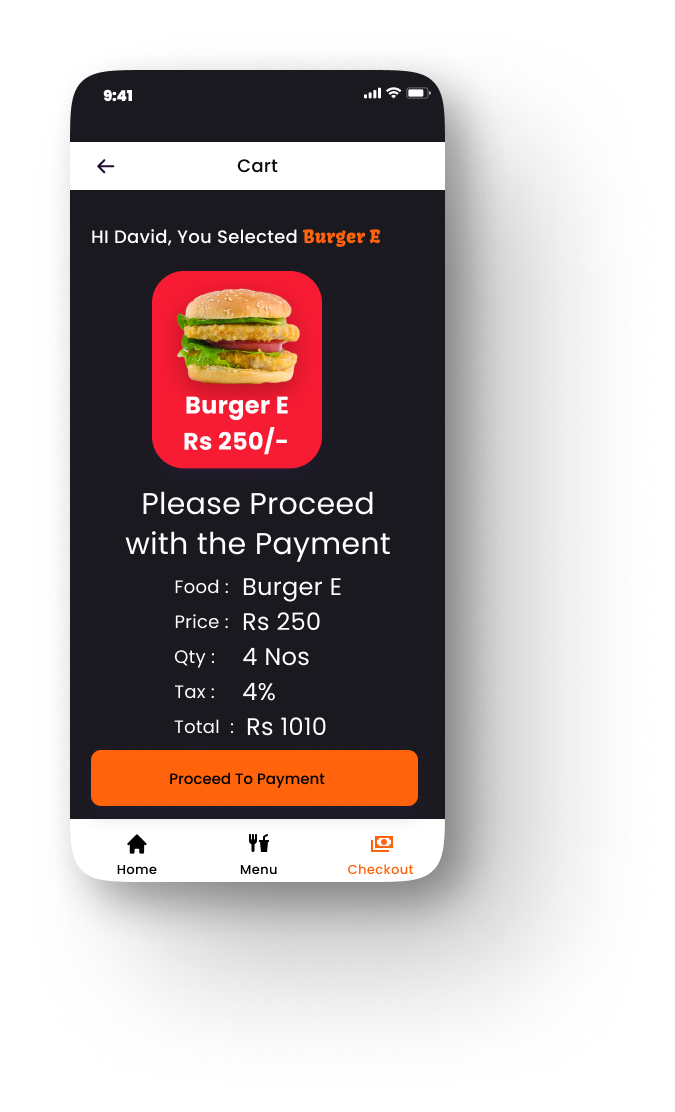 9:41
Cart
HI David, You Selected Burger E
Burger E
Rs 250/-
Please Proceed
with the Payment
Food : Burger E
Price : Rs 250
Qty : 4 Nos
Tax : 4%
Total : Rs 1010
Proceed To Payment
Home Menu Checkout